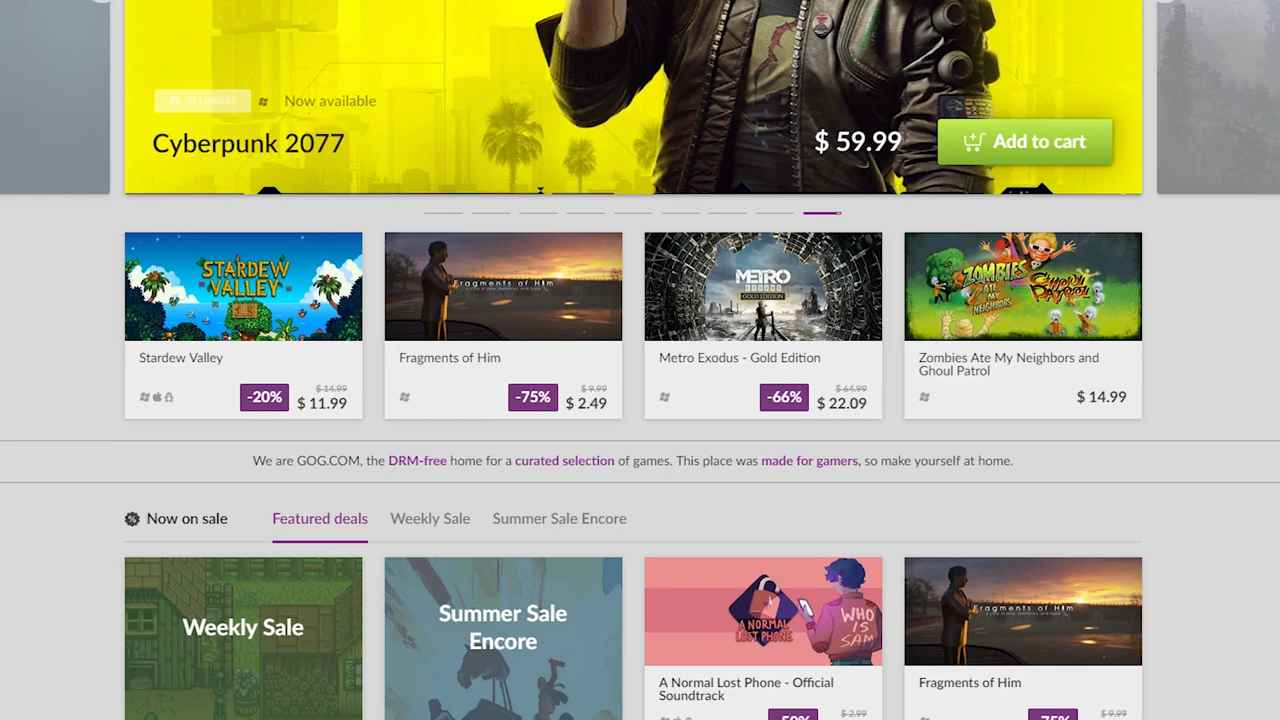 IN LIBRARY
Now available
Cyberpunk 2077
$ 59.99
Add to cart
STARDEW
VALLEY
Stardew Valley
-20%
$ 14.99
$ 11.99
Fragments of Him
Fragments of Him
-75%
$ 9.99
$ 2.49
METRO
EXODUS
GOLD EDITION
Metro Exodus - Gold Edition
-66%
$ 64.99
$ 22.09
ZOMBIES
ATE
MY
NEIGHBORS
GHOUL
PATROL
Zombies Ate My Neighbors and
Ghoul Patrol
$ 14.99
We are GOG.COM, the DRM-free home for a curated selection of games. This place was made for gamers, so make yourself at home.
Now on sale
Featured deals
Weekly Sale
Summer Sale Encore
Weekly Sale
Summer Sale
Encore
A NORMAL
LOST PHONE
WHO
IS
SAM
A Normal Lost Phone - Official
Soundtrack
-50%
$ 2.99
Fragments of Him
Fragments of Him
-75%
$ 9.99